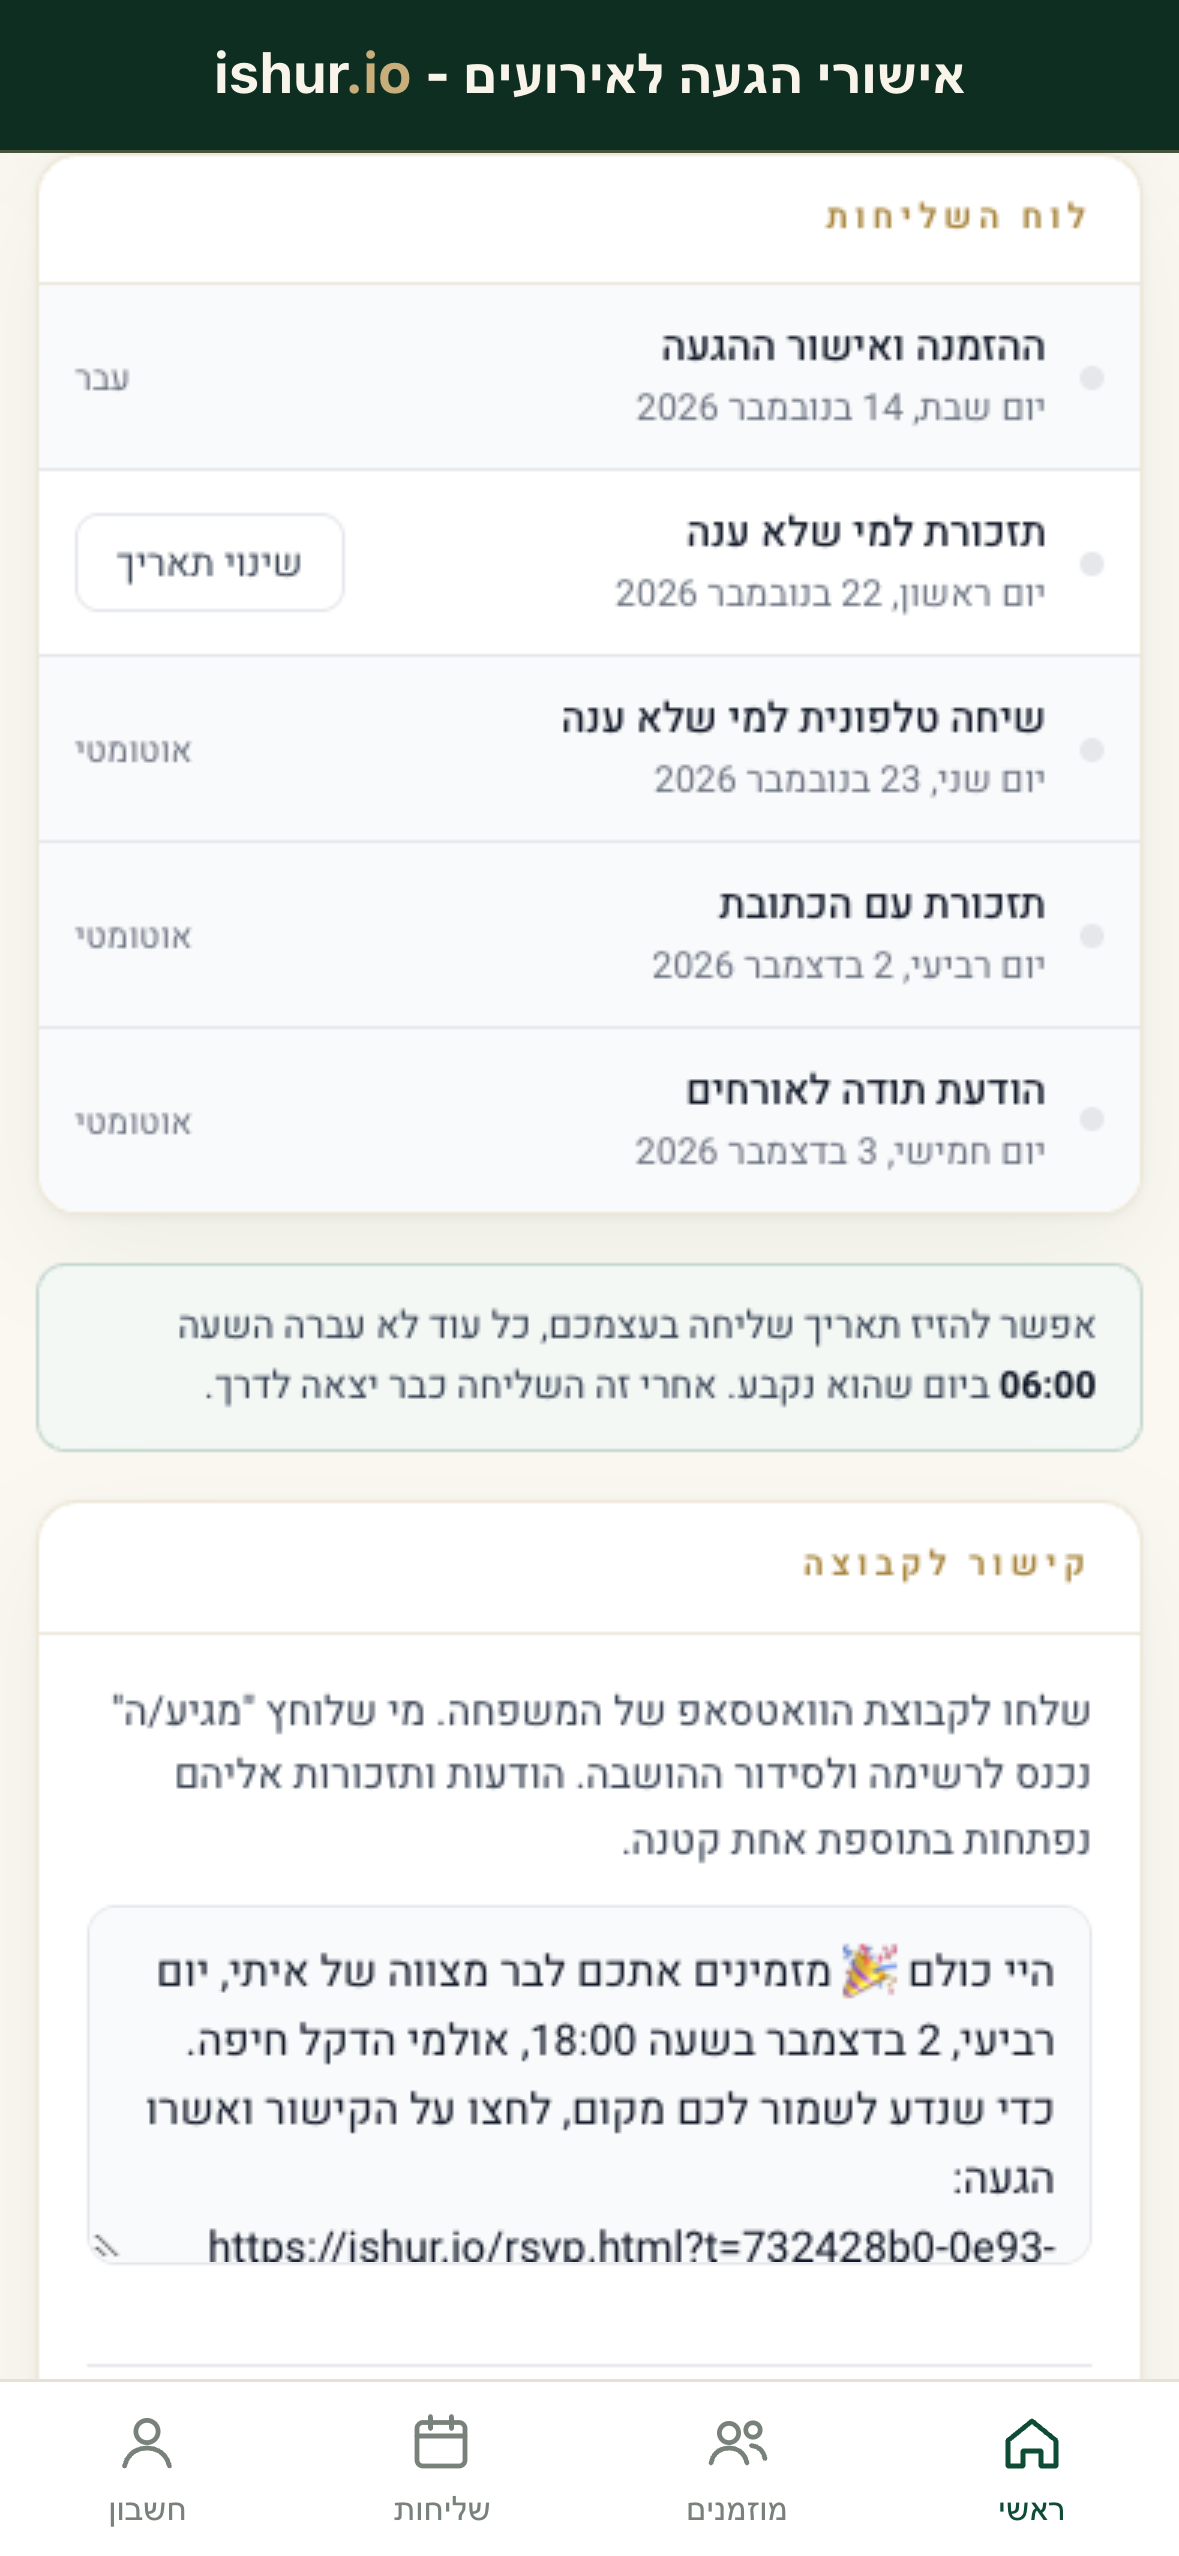 אישורי הגעה לאירועים - ishur.io
לוח השליחות
ההזמנה ואישור ההגעה
יום שבת, 14 בנובמבר 2026
עבר
תזכורת למי שלא ענה
יום ראשון, 22 בנובמבר 2026
שינוי תאריך
שיחה טלפונית למי שלא ענה
יום שני, 23 בנובמבר 2026
אוטומטי
תזכורת עם הכתובת
יום רביעי, 2 בדצמבר 2026
אוטומטי
הודעת תודה לאורחים
יום חמישי, 3 בדצמבר 2026
אוטומטי
אפשר להזיז תאריך שליחה בעצמכם, כל עוד לא עברה השעה
06:00 ביום שהוא נקבע. אחרי זה השליחה כבר יצאה לדרך.
קישור לקבוצה
שלחו לקבוצת הוואטסאפ של המשפחה. מי שלוחץ "מגיע/ה"
נכנס לרשימה ולסידור ההושבה. הודעות ותזכורות אליהם
נפתחות בתוספת אחת קטנה.
היי כולם 🎉 מזמינים אתכם לבר מצווה של איתי, יום
רביעי, 2 בדצמבר בשעה 18:00, אולמי הדקל חיפה.
כדי שנדע לשמור לכם מקום, לחצו על הקישור ואשרו
הגעה:
https://ishur.io/rsvp.html?t=732428b0-0e93-
ראשי
מוזמנים
שליחות
חשבון